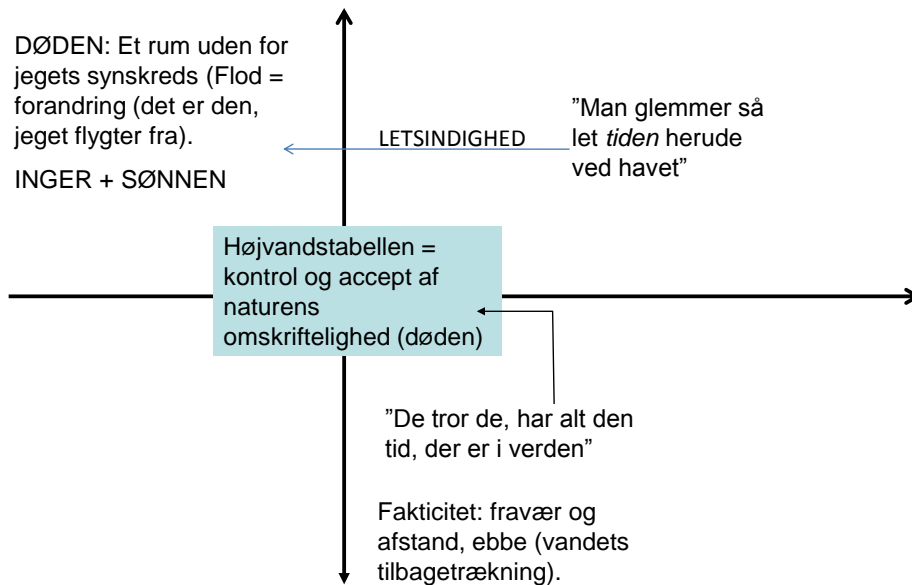 DØDEN: Et rum uden for
jegets synskreds (Flod =
forandring (det er den,
jeget flygter fra).
INGER + SØNNEN
LETSINDIGHED
”Man glemmer så
let tiden herude
ved havet”
Højvandstabellen =
kontrol og accept af
naturens
omskriftelighed (døden)
”De tror de, har alt den
tid, der er i verden”
Fakticitet: fravær og
afstand, ebbe (vandets
tilbagetrækning).